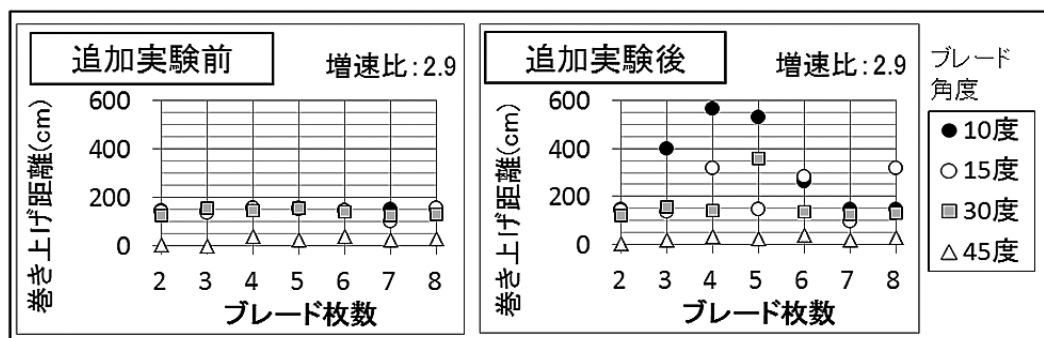 追加実験前
増速比:2.9
巻き上げ距離(cm)
600
400
200
0
2 3 4 5 6 7 8
ブレード枚数
追加実験後
増速比:2.9
巻き上げ距離(cm)
600
400
200
0
2 3 4 5 6 7 8
ブレード枚数
ブレード
角度
10度
15度
30度
45度